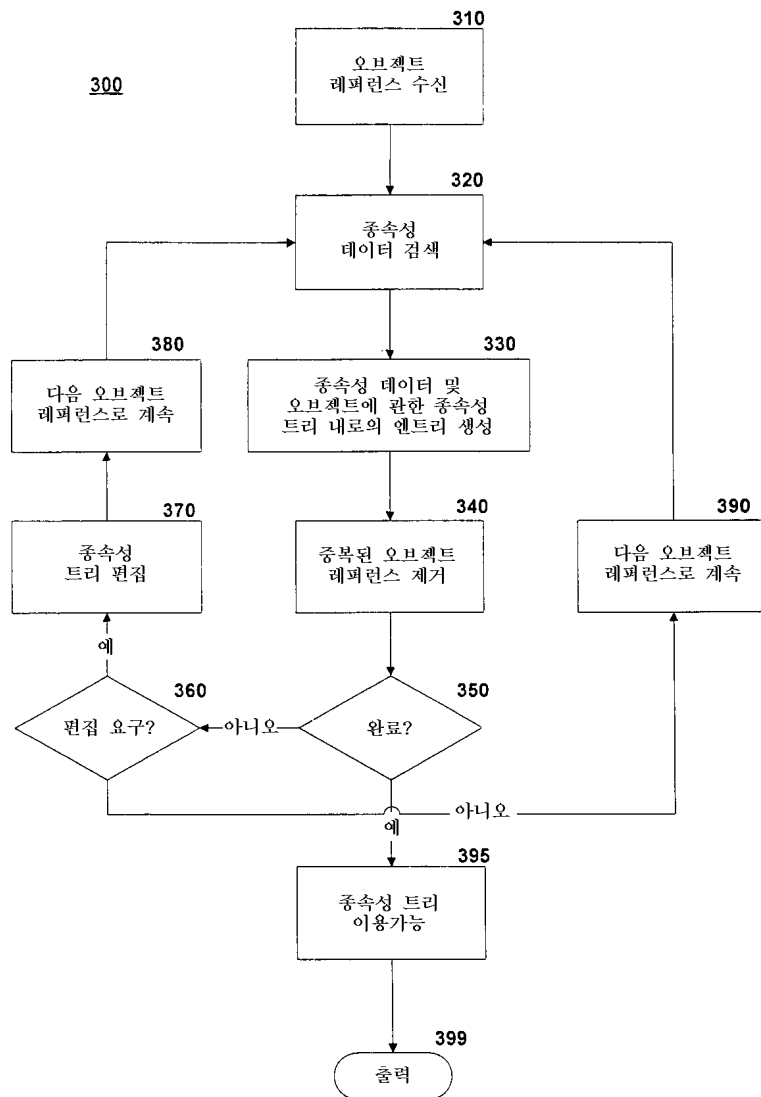 310
오브젝트
레퍼런스 수신
300
320
종속성
데이터 검색
380
다음 오브젝트
레퍼런스로 계속
330
종속성 데이터 및
오브젝트에 관한 종속성
트리 내로의 엔트리 생성
370
종속성
트리 편집
340
중복된 오브젝트
레퍼런스 제거
390
다음 오브젝트
레퍼런스로 계속
예
360
편집 요구?
아니오
350
완료?
아니오
예
395
종속성 트리
이용가능
399
출력